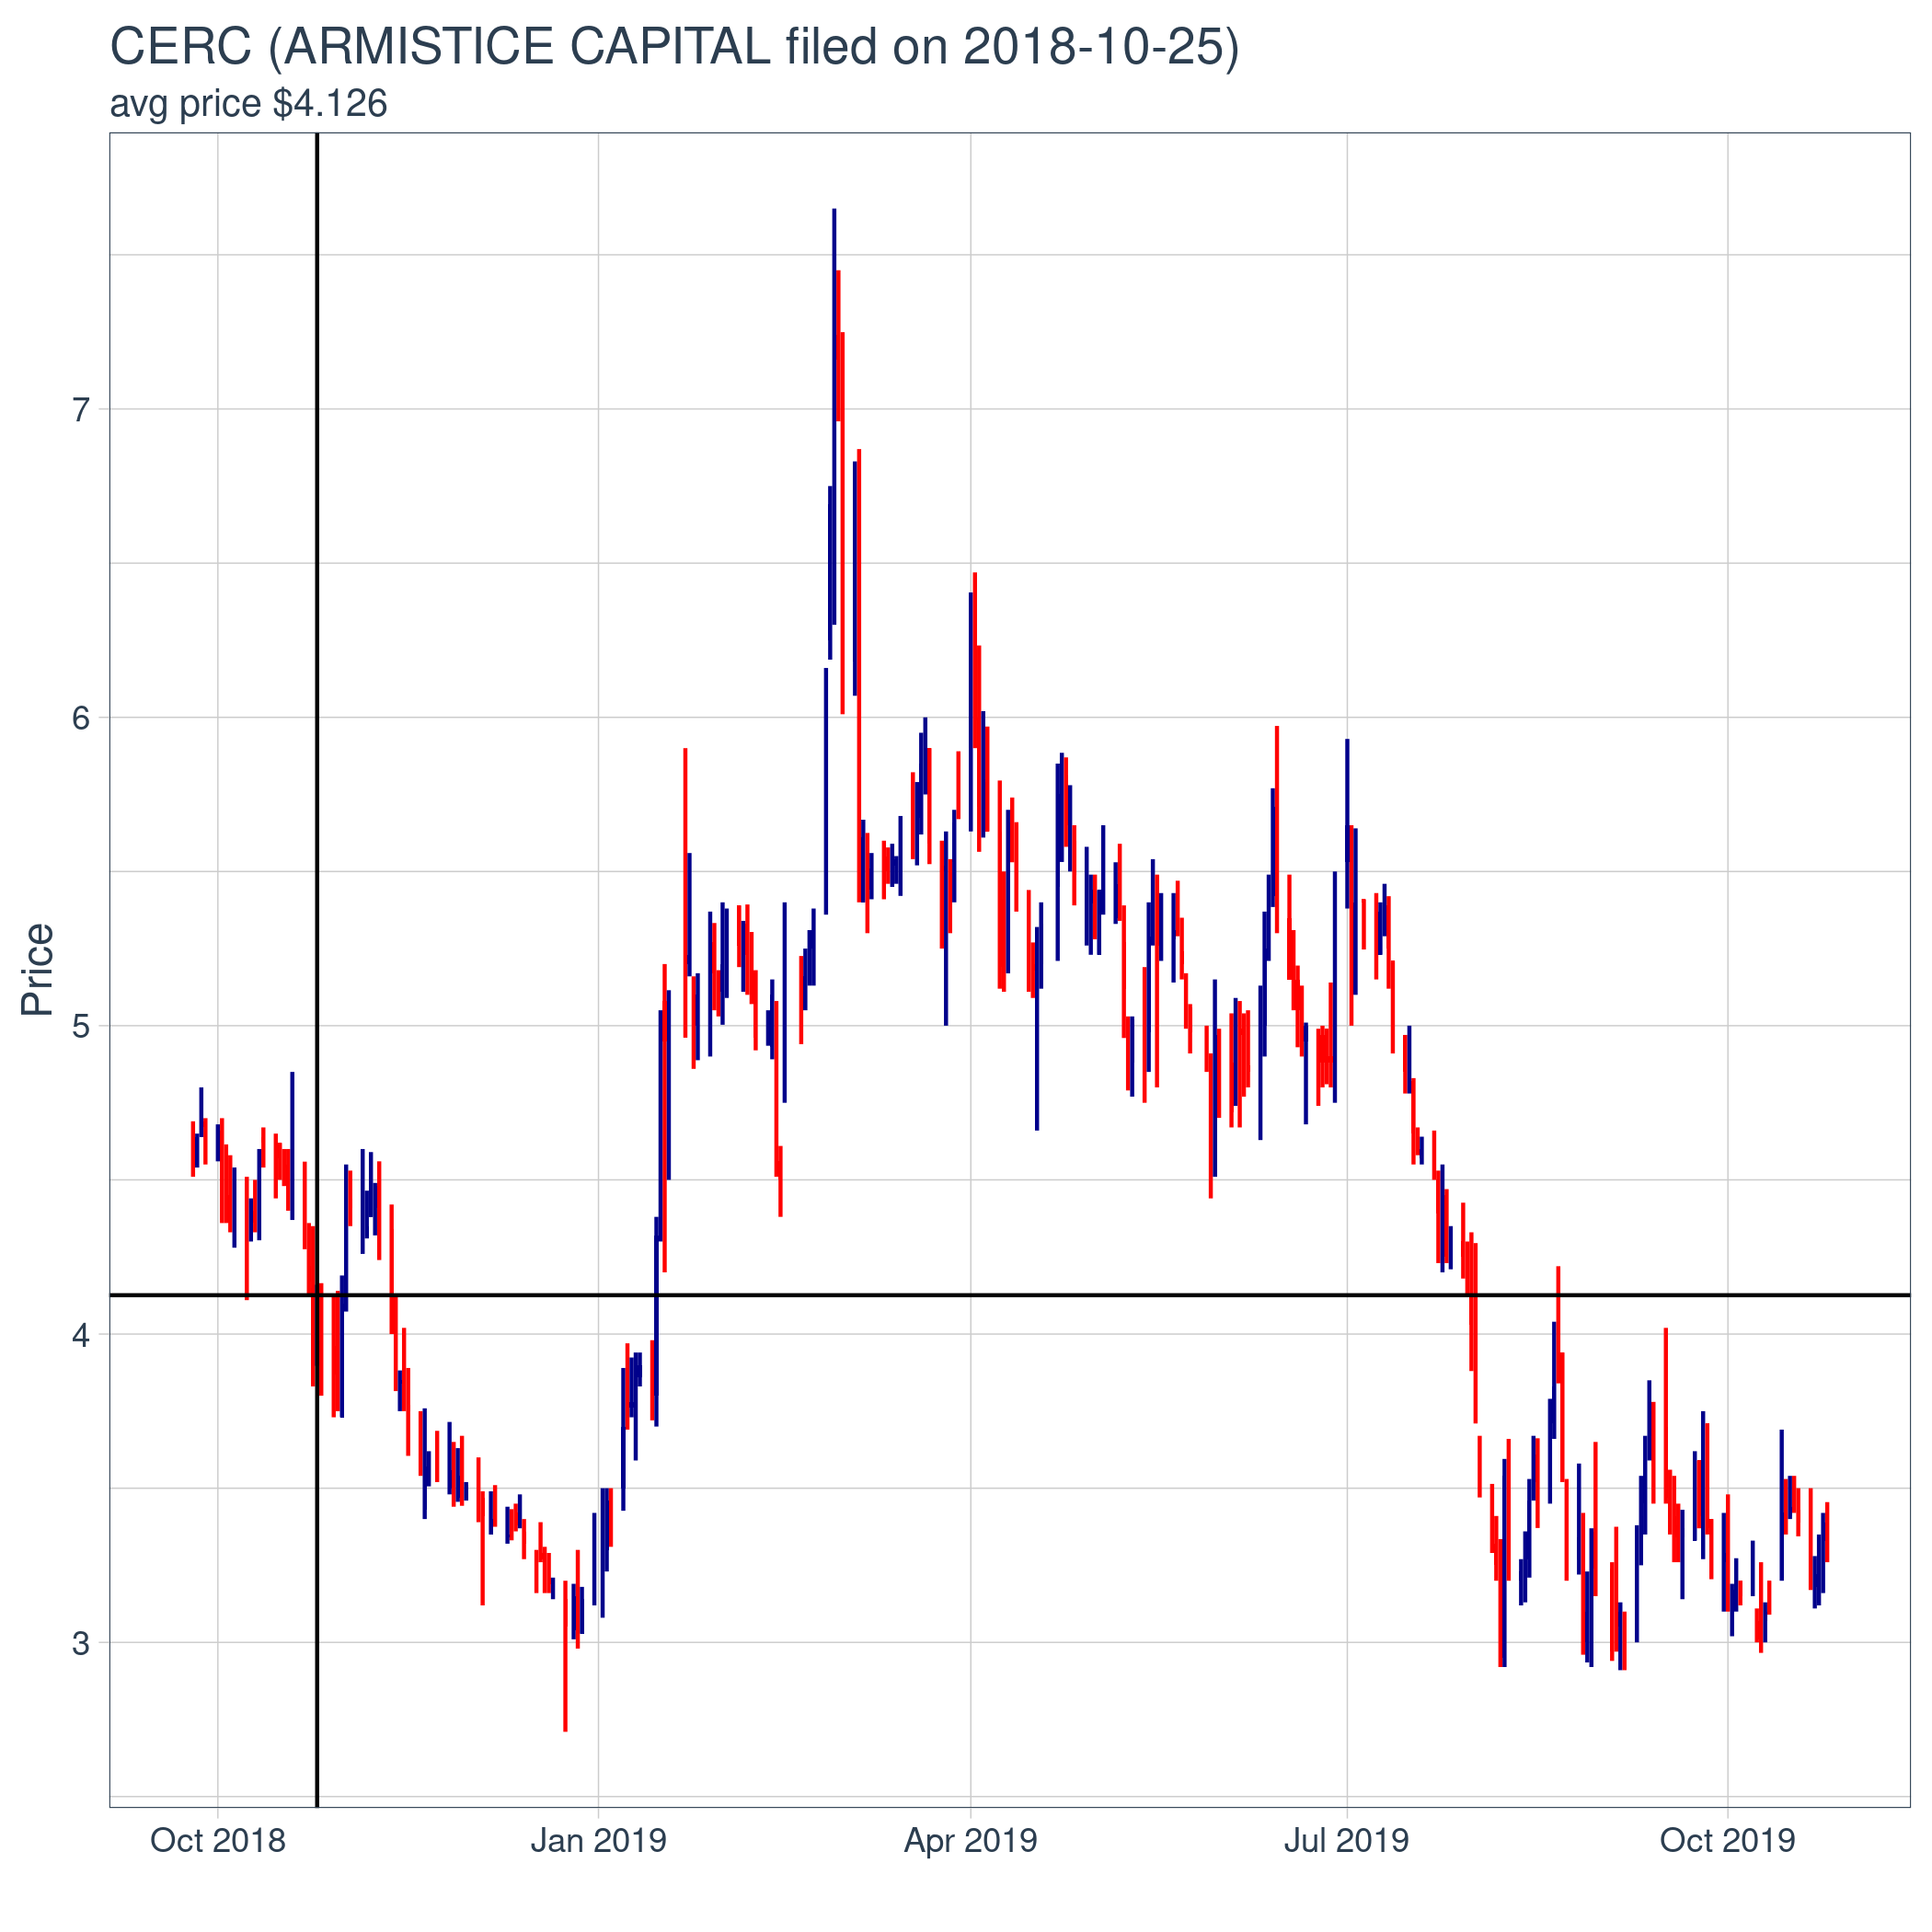 CERC (ARMISTICE CAPITAL filed on 2018-10-25)
avg price $4.126
Price
7
6
5
4
3
Oct 2018
Jan 2019
Apr 2019
Jul 2019
Oct 2019